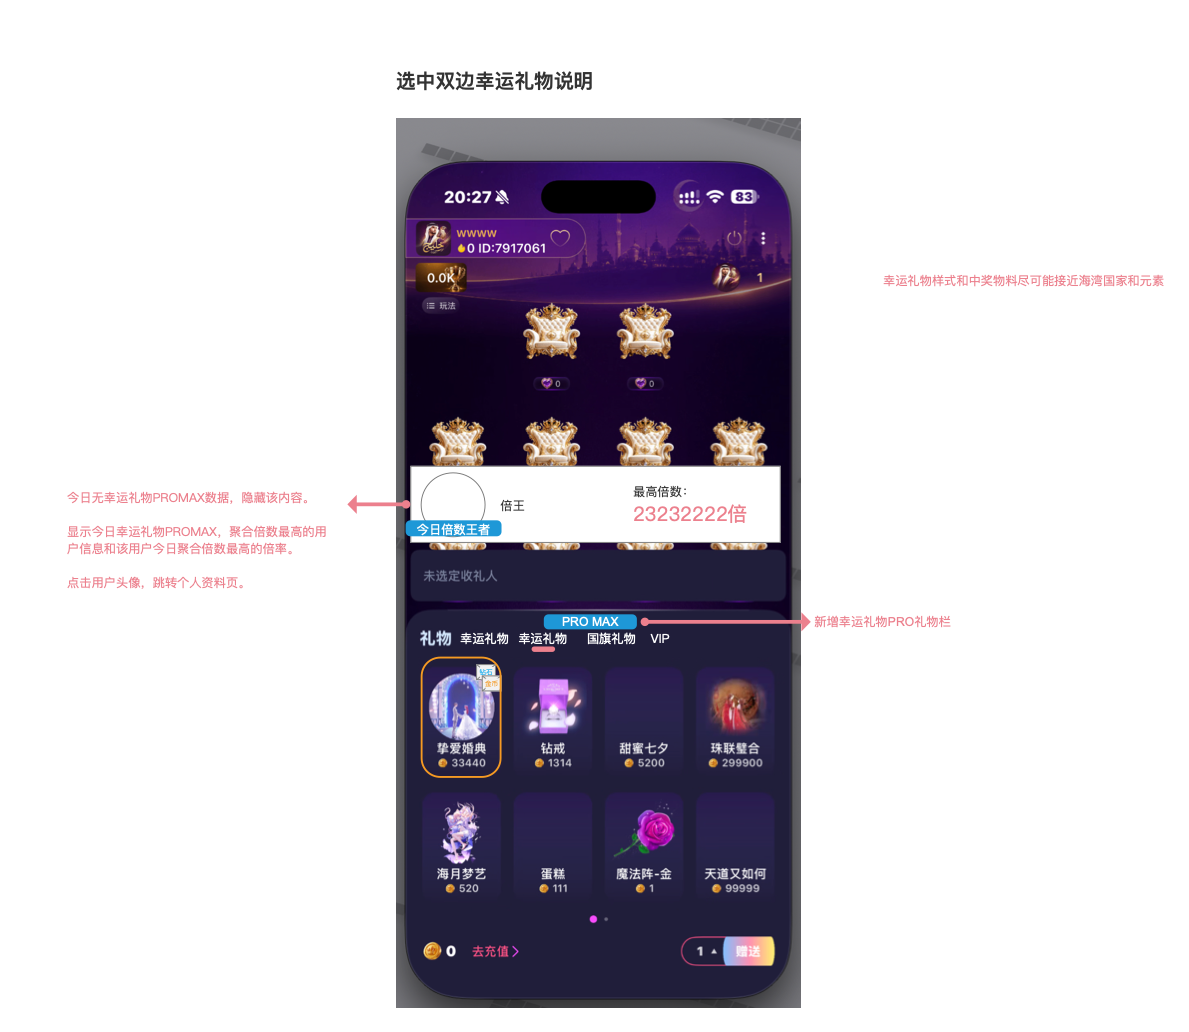 选中双边幸运礼物说明
20:27
83
wwww
0 ID:7917061
0.0K
1
玩法
幸运礼物样式和中奖物料尽可能接近海湾国家和元素
0
0
今日无幸运礼物PROMAX数据，隐藏该内容。
显示今日幸运礼物PROMAX，聚合倍数最高的用
户信息和该用户今日聚合倍数最高的倍率。
点击用户头像，跳转个人资料页。
倍王
最高倍数：
23232222倍
今日倍数王者
未选定收礼人
PRO MAX
新增幸运礼物PRO礼物栏
礼物 幸运礼物 幸运礼物 国旗礼物 VIP
钻石
金币
挚爱婚典 钻戒 甜蜜七夕 珠联璧合
33440 1314 5200 299900
海月梦艺 蛋糕 魔法阵-金 天道又如何
520 111 1 99999
0 去充值 1 赠送